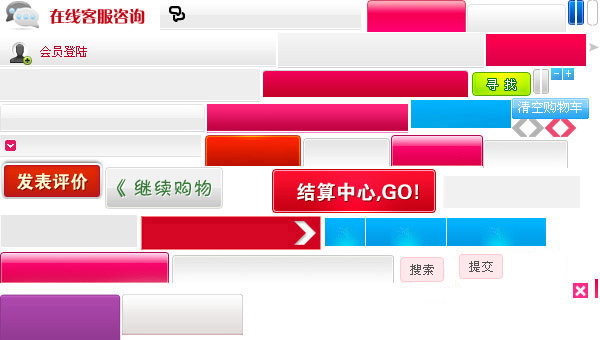 在线客服咨询
会员登陆
寻 找
清空购物车
发表评价
《 继续购物
结算中心,GO!
搜索
提交